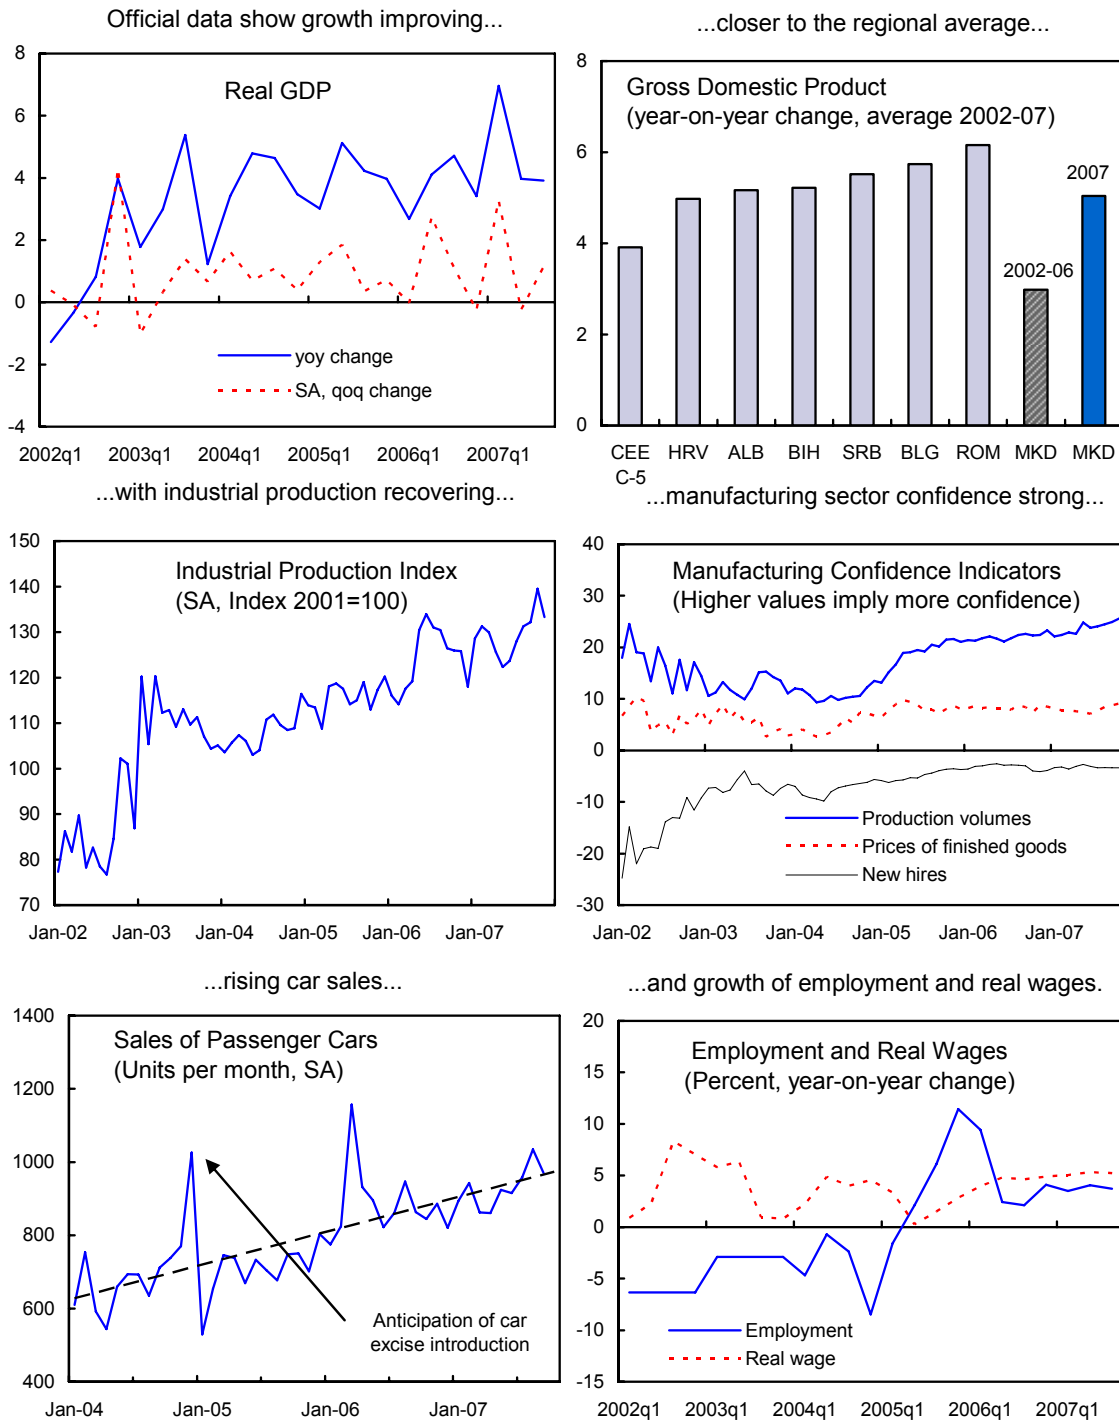 Official data show growth improving...
8
6
4
2
0
-2
-4
Real GDP
yoy change
SA, qoq change
2002q1 2003q1 2004q1 2005q1 2006q1 2007q1
...closer to the regional average...
8
6
4
2
0
Gross Domestic Product
(year-on-year change, average 2002-07)
2007
2002-06
CEE HRV ALB BIH SRB BLG ROM MKD MKD
C-5
...with industrial production recovering...
150
140
130
120
110
100
90
80
70
Industrial Production Index
(SA, Index 2001=100)
Jan-02 Jan-03 Jan-04 Jan-05 Jan-06 Jan-07
...manufacturing sector confidence strong...
40
30
20
10
0
-10
-20
-30
Manufacturing Confidence Indicators
(Higher values imply more confidence)
Production volumes
Prices of finished goods
New hires
Jan-02 Jan-03 Jan-04 Jan-05 Jan-06 Jan-07
...rising car sales...
1400
1200
1000
800
600
400
Sales of Passenger Cars
(Units per month, SA)
Anticipation of car
excise introduction
Jan-04 Jan-05 Jan-06 Jan-07
...and growth of employment and real wages.
20
15
10
5
0
-5
-10
-15
Employment and Real Wages
(Percent, year-on-year change)
Employment
Real wage
2002q1 2003q1 2004q1 2005q1 2006q1 2007q1